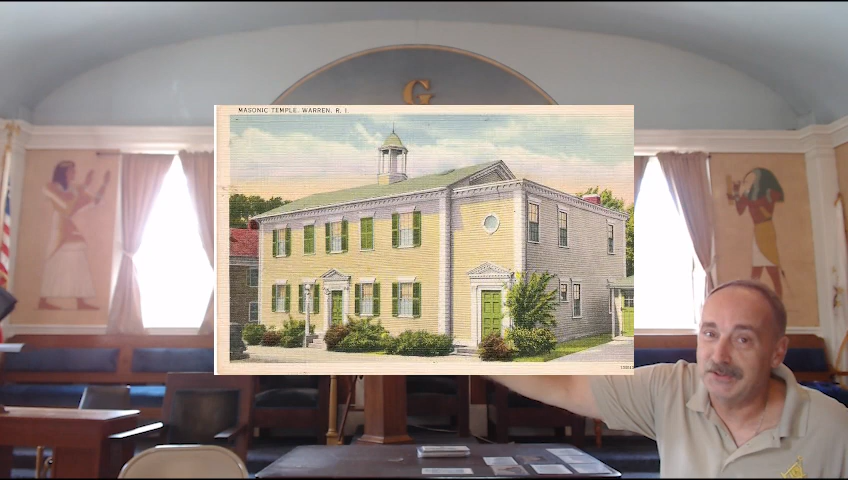 G
MASONIC TEMPLE, WARREN, R. I.